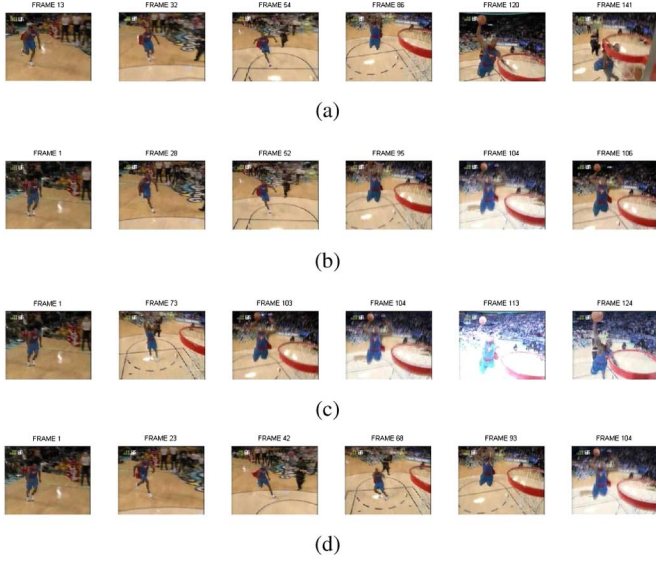 FRAME 13 FRAME 32 FRAME 54 FRAME 86 FRAME 120 FRAME 141
(a)
FRAME 1 FRAME 28 FRAME 52 FRAME 95 FRAME 104 FRAME 106
(b)
FRAME 1 FRAME 73 FRAME 103 FRAME 104 FRAME 113 FRAME 124
(c)
FRAME 1 FRAME 23 FRAME 42 FRAME 68 FRAME 93 FRAME 104
(d)